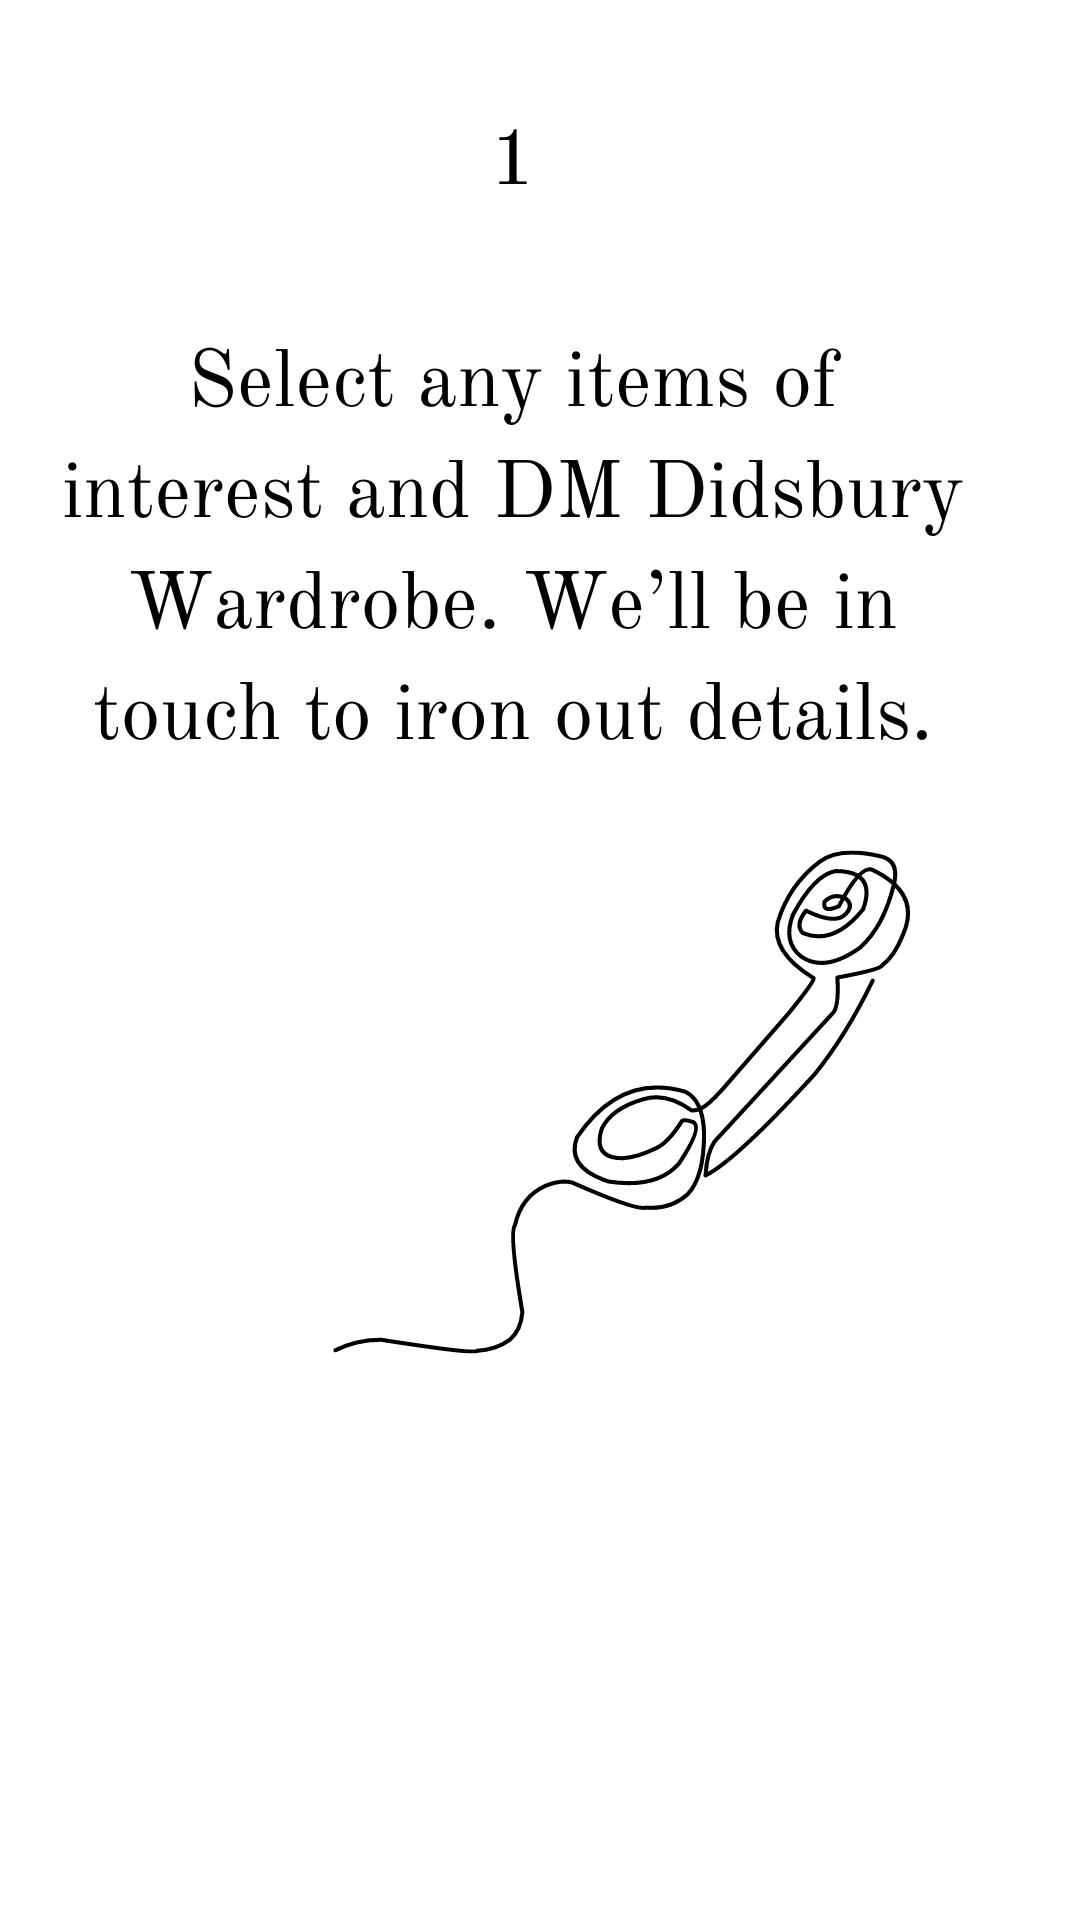 1
Select any items of
interest and DM Didsbury
Wardrobe. We’ll be in
touch to iron out details.